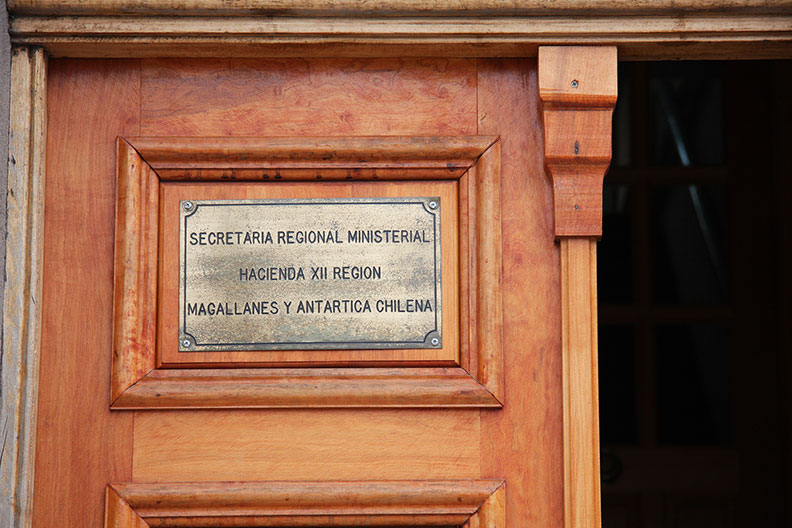 SECRETARIA REGIONAL MINISTERIAL
HACIENDA XII REGION
MAGALLANES Y ANTARTICA CHILENA